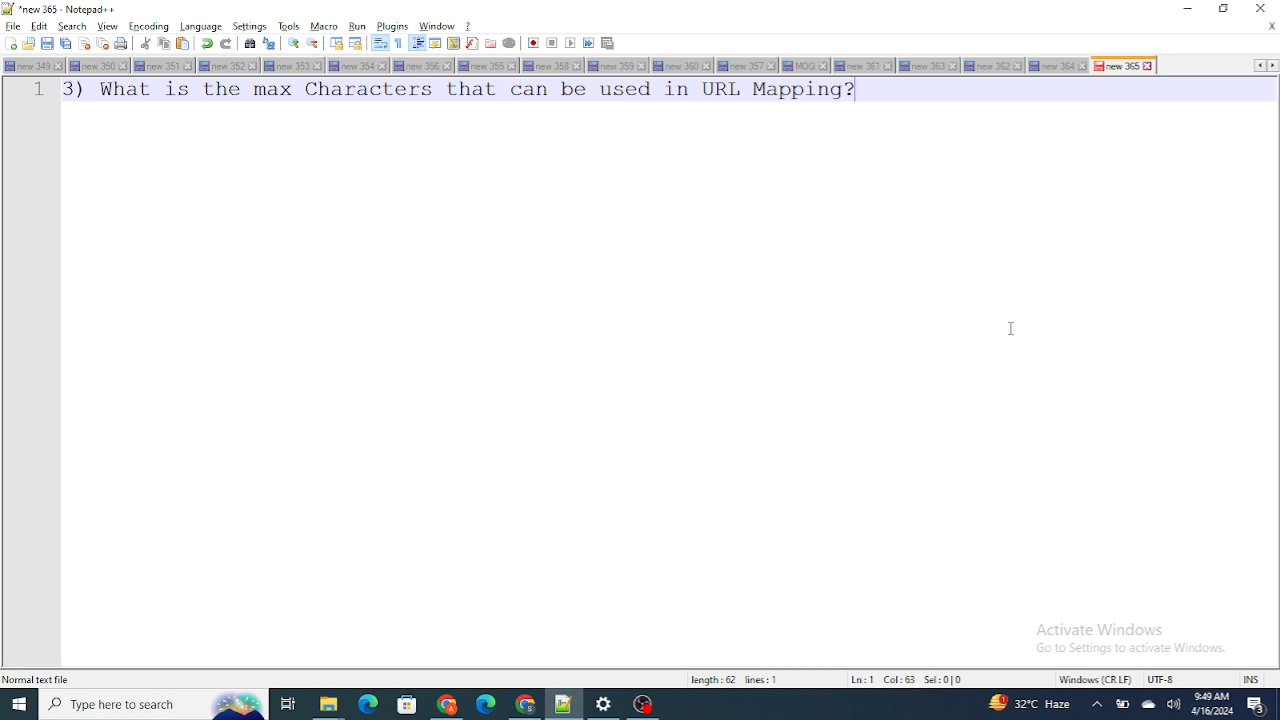 *new 365 - Notepad++
File Edit Search View Encoding Language Settings Tools Macro Run Plugins Window ?
new 349 new 350 new 351 new 352 new 353 new 354 new 356 new 355 new 358 new 359 new 360 new 357 MOQ new 361 new 363 new 362 new 364 new 365
1 3) What is the max Characters that can be used in URL Mapping?
Activate Windows
Go to Settings to activate Windows.
Normal text file length : 62 lines : 1 Ln : 1 Col : 63 Sel : 0 | 0 Windows (CR LF) UTF-8 INS
Type here to search 32°C Haze 9:49 AM
4/16/2024